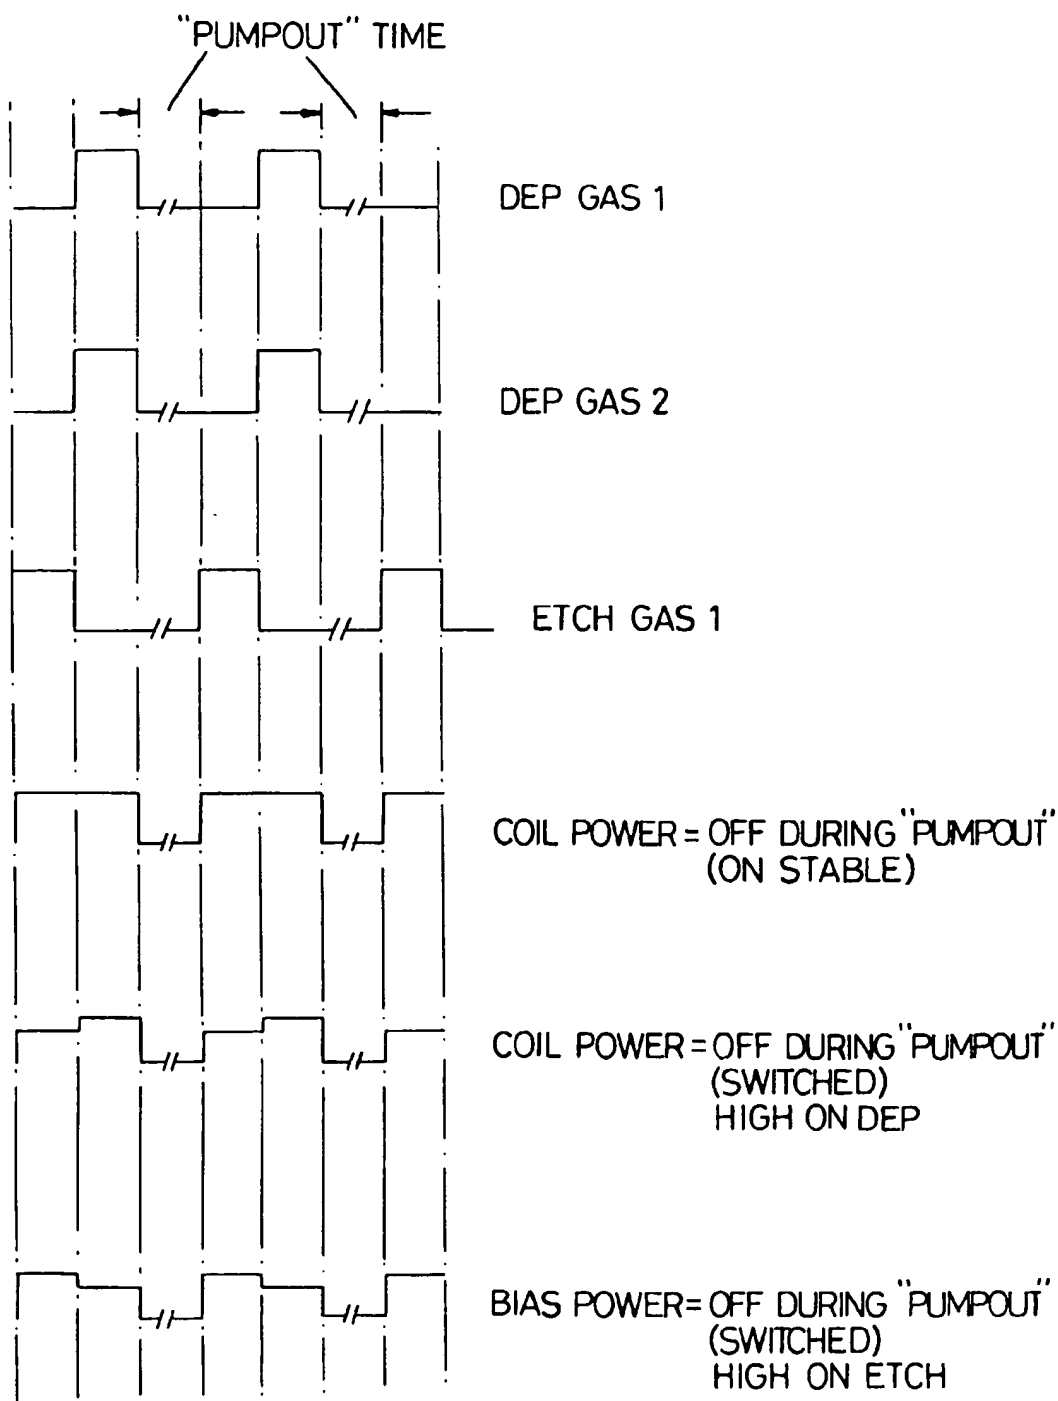 "PUMPOUT" TIME
DEP GAS 1
DEP GAS 2
ETCH GAS 1
COIL POWER = OFF DURING "PUMPOUT"
(ON STABLE)
COIL POWER = OFF DURING "PUMPOUT"
(SWITCHED)
HIGH ON DEP
BIAS POWER = OFF DURING "PUMPOUT"
(SWITCHED)
HIGH ON ETCH